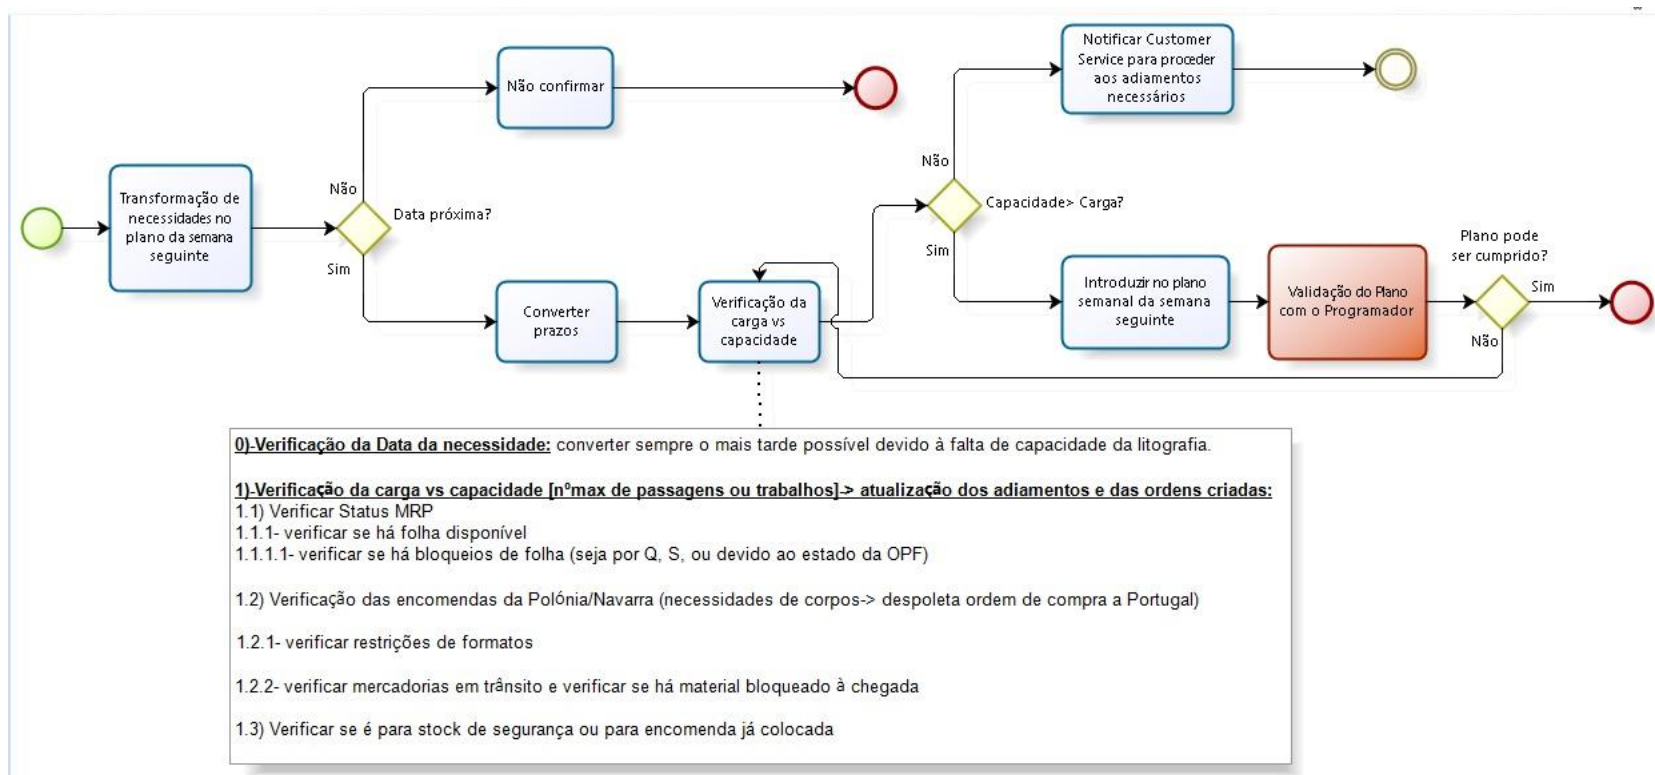 Notificar Customer
Service para proceder
aos adiamentos
necessários
Não confirmar
Não
Não
Transformação de
necessidades no
plano da semana
seguinte
Data próxima?
Capacidade> Carga?
Sim
Sim
Plano pode
ser cumprido?
Converter
prazos
Verificação da
carga vs
capacidade
Introduzir no plano
semanal da semana
seguinte
Validação do Plano
com o Programador
Sim
Não
0)-Verificação da Data da necessidade: converter sempre o mais tarde possível devido à falta de capacidade da litografia.
1)-Verificação da carga vs capacidade [nºmax de passagens ou trabalhos]-> atualização dos adiamentos e das ordens criadas:
1.1) Verificar Status MRP
1.1.1- verificar se há folha disponível
1.1.1.1- verificar se há bloqueios de folha (seja por Q, S, ou devido ao estado da OPF)
1.2) Verificação das encomendas da Polónia/Navarra (necessidades de corpos-> despoleta ordem de compra a Portugal)
1.2.1- verificar restrições de formatos
1.2.2- verificar mercadorias em trânsito e verificar se há material bloqueado à chegada
1.3) Verificar se é para stock de segurança ou para encomenda já colocada